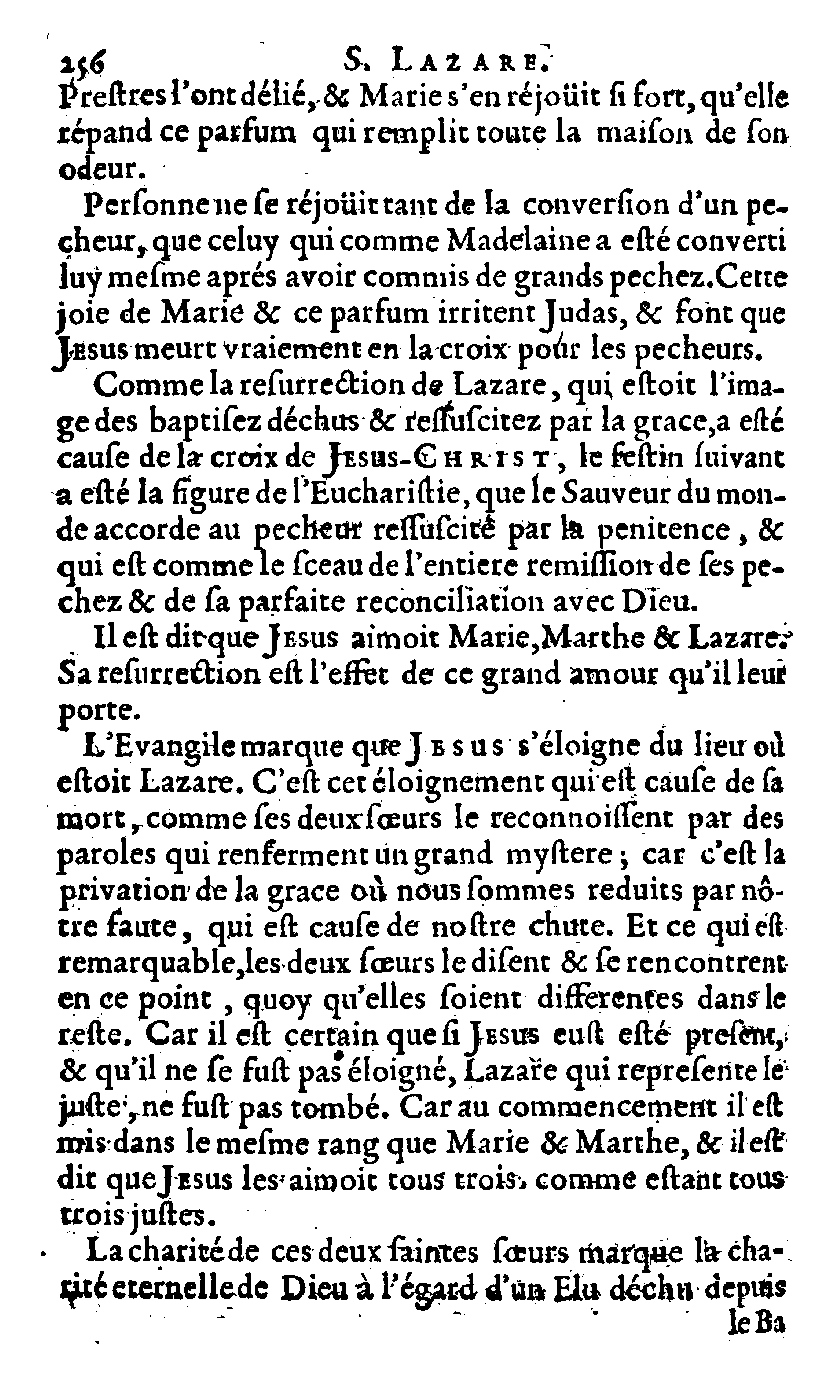 256 S. LAZARE.
Preſtres l'ont délié, & Marie s'en réjoüit ſi fort, qu'elle
répand ce parfum qui remplit toute la maiſon de ſon
odeur.
Perſonne ne ſe réjoüit tant de la converſion d'un pe-
cheur, que celuy qui comme Madelaine a eſté converti
luy meſme aprés avoir commis de grands pechez. Cette
joie de Marie & ce parfum irritent Judas, & font que
JESUS meurt vraiement en la croix poúr les pecheurs.
Comme la reſurrection de Lazare, qui eſtoit l'ima-
ge des baptiſez déchus & reſſuſcitez par la grace, a eſté
cauſe de la croix de JESUS-CHRIST, le feſtin ſuivant
a eſté la figure de l'Euchariſtie, que le Sauveur du mon-
de accorde au pecheur reſſuſcité par la penitence, &
qui eſt comme le ſceau de l'entiere remiſſion de ſes pe-
chez & de ſa parfaite reconciliation avec Dieu.
Il eſt dit que JESUS aimoit Marie, Marthe & Lazare.
Sa reſurrection eſt l'effet de ce grand amour qu'il leur
porte.
L'Evangile marque que JESUS s'éloigne du lieu où
eſtoit Lazare. C'eſt cet éloignement qui eſt cauſe de ſa
mort, comme ſes deux ſœurs le reconnoiſſent par des
paroles qui renferment un grand myſtere; car c'eſt la
privation de la grace où nous ſommes reduits par nô-
tre faute, qui eſt cauſe de noſtre chute. Et ce qui eſt
remarquable, les deux ſœurs le diſent & ſe rencontrent
en ce point, quoy qu'elles ſoient differentes dans le
reſte. Car il eſt certain que ſi JESUS euſt eſté preſent,
& qu'il ne ſe fuſt pas éloigné, Lazare qui repreſente le
juſte, ne fuſt pas tombé. Car au commencement il eſt
mis dans le meſme rang que Marie & Marthe, & il eſt
dit que JESUS les aimoit tous trois, comme eſtant tous
trois juſtes.
La charité de ces deux ſaintes ſœurs marque la cha-
rité eternelle de Dieu à l'égard d'un Elu déchu depuis
le Ba